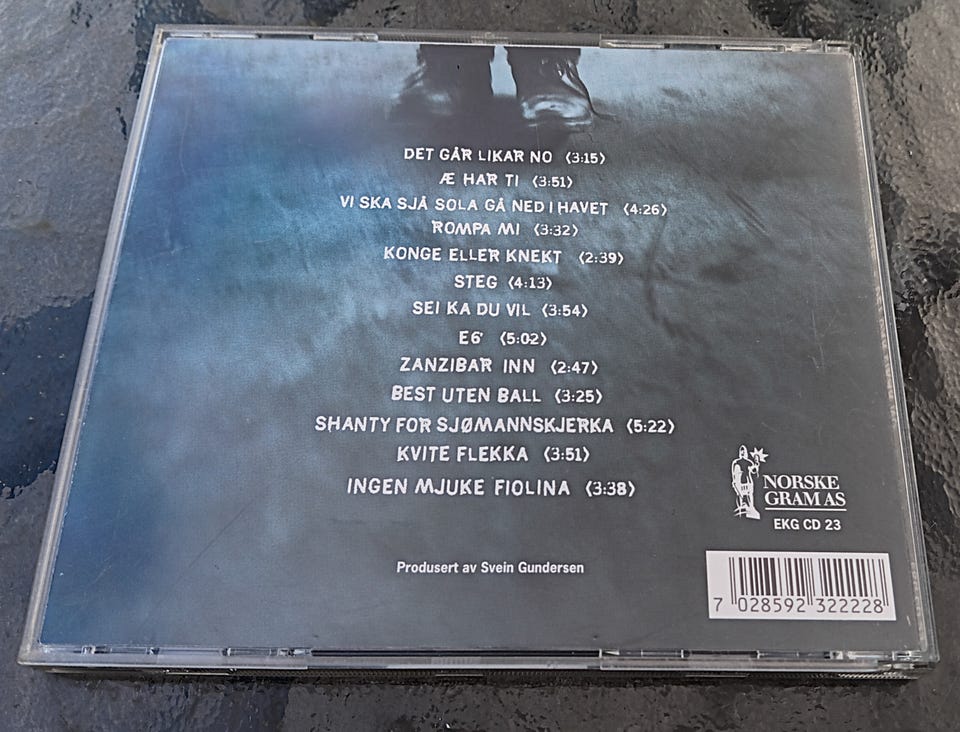 DET GÅR LIKAR NO (3:15)
Æ HAR TI (3:51)
VI SKA SJÅ SOLA GÅ NED I HAVET (4:26)
ROMPA MI (3:32)
KONGE ELLER KNEKT (2:39)
STEG (4:13)
SEI KA DU VIL (3:54)
E6' (5:02)
ZANZIBAR INN (2:47)
BEST UTEN BALL (3:25)
SHANTY FOR SJØMANNSKJERKA (5:22)
KVITE FLEKKA (3:51)
INGEN MJUKE FIOLINA (3:38)
NORSKE
GRAM AS
EKG CD 23
Produsert av Svein Gundersen
7 028592 322228